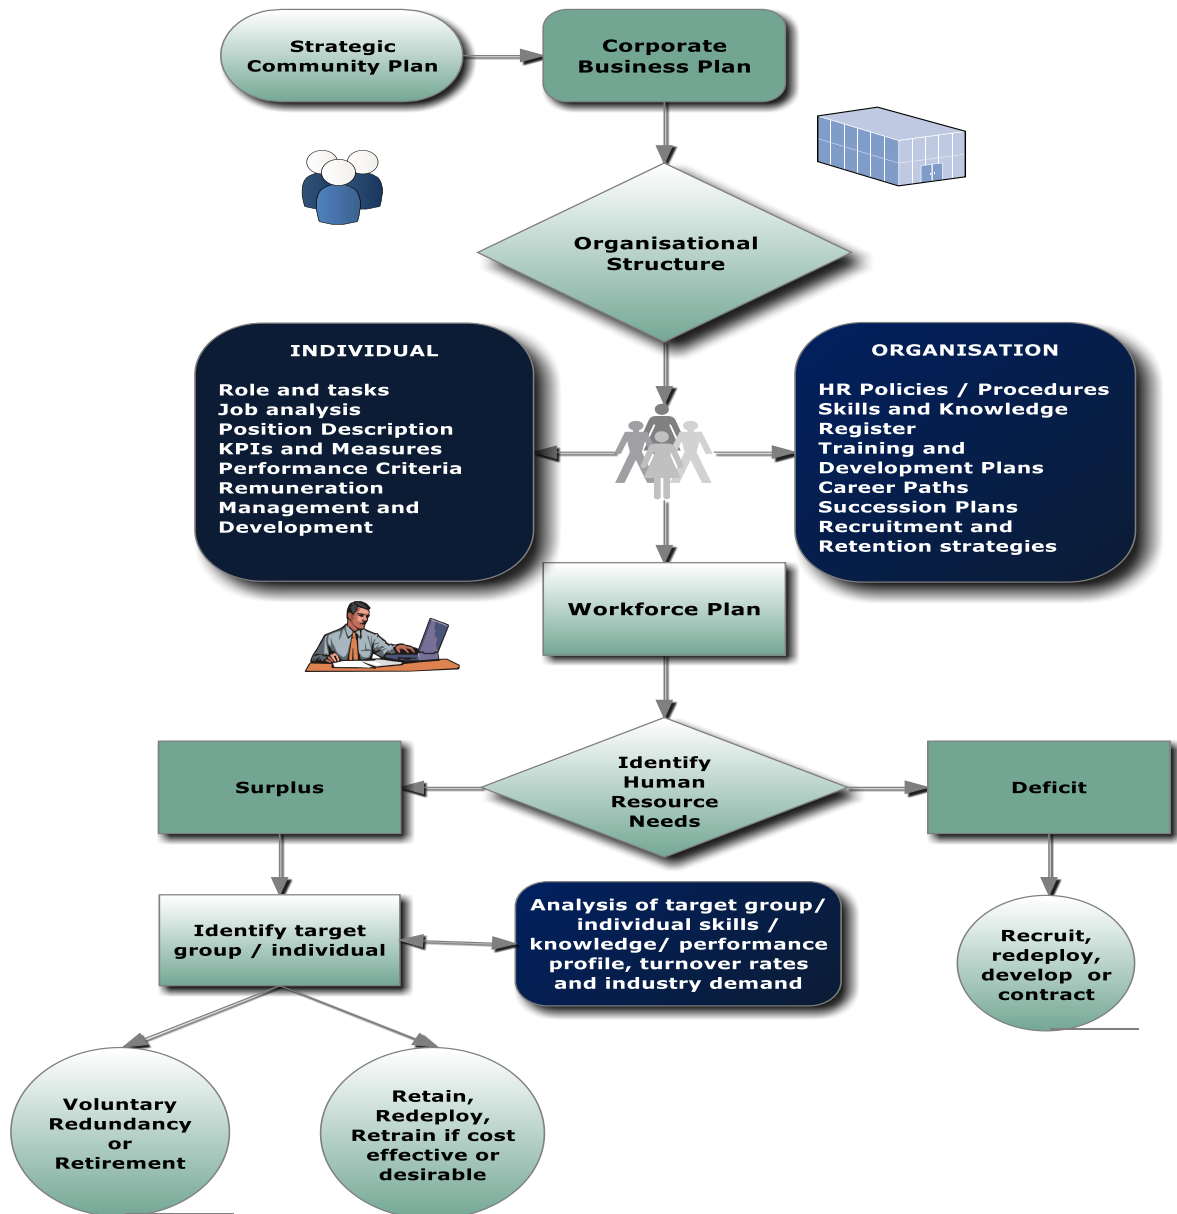 Strategic
Community Plan
Corporate
Business Plan
Organisational
Structure
INDIVIDUAL
Role and tasks
Job analysis
Position Description
KPIs and Measures
Performance Criteria
Remuneration
Management and
Development
ORGANISATION
HR Policies / Procedures
Skills and Knowledge
Register
Training and
Development Plans
Career Paths
Succession Plans
Recruitment and
Retention strategies
Workforce Plan
Identify
Human
Resource
Needs
Surplus
Deficit
Identify target
group / individual
Analysis of target group/
individual skills /
knowledge/ performance
profile, turnover rates
and industry demand
Recruit,
redeploy,
develop  or
contract
Voluntary
Redundancy
or
Retirement
Retain,
Redeploy,
Retrain if cost
effective or
desirable